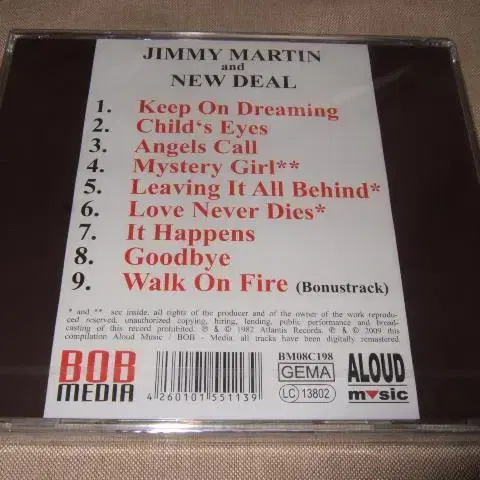 JIMMY MARTIN
and
NEW DEAL
1. Keep On Dreaming
2. Child's Eyes
3. Angels Call
4. Mystery Girl**
5. Leaving It All Behind*
6. Love Never Dies*
7. It Happens
8. Goodbye
9. Walk On Fire (Bonustrack)
* and ** see inside, all rights of the producer and of the owner of the work reprodu-
ced reserved. unauthorized copying, hiring, lending, public performance and broad-
casting of this record prohibited. ℗ & © 1982 Atlantis Records. ℗ & © 2009 this
compilation Aloud Music / BOB - Media. all tracks have been digitally remastered.
BOB
MEDIA
4 260101 551139
BM08C198
GEMA
LC 13802
ALOUD
music